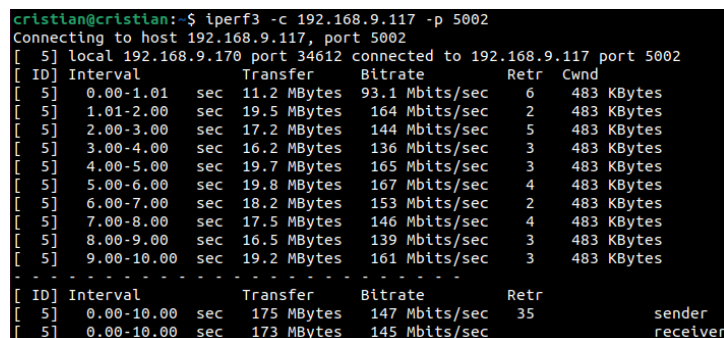 cristian@cristian:~$ iperf3 -c 192.168.9.117 -p 5002
Connecting to host 192.168.9.117, port 5002
[  5] local 192.168.9.170 port 34612 connected to 192.168.9.117 port 5002
[ ID] Interval           Transfer     Bitrate         Retr  Cwnd
[  5]   0.00-1.01   sec  11.2 MBytes  93.1 Mbits/sec    6    483 KBytes
[  5]   1.01-2.00   sec  19.5 MBytes   164 Mbits/sec    2    483 KBytes
[  5]   2.00-3.00   sec  17.2 MBytes   144 Mbits/sec    5    483 KBytes
[  5]   3.00-4.00   sec  16.2 MBytes   136 Mbits/sec    3    483 KBytes
[  5]   4.00-5.00   sec  19.7 MBytes   165 Mbits/sec    3    483 KBytes
[  5]   5.00-6.00   sec  19.8 MBytes   167 Mbits/sec    4    483 KBytes
[  5]   6.00-7.00   sec  18.2 MBytes   153 Mbits/sec    2    483 KBytes
[  5]   7.00-8.00   sec  17.5 MBytes   146 Mbits/sec    4    483 KBytes
[  5]   8.00-9.00   sec  16.5 MBytes   139 Mbits/sec    3    483 KBytes
[  5]   9.00-10.00  sec  19.2 MBytes   161 Mbits/sec    3    483 KBytes
- - - - - - - - - - - - - - - - - - - - - - - - -
[ ID] Interval           Transfer     Bitrate         Retr
[  5]   0.00-10.00  sec   175 MBytes   147 Mbits/sec   35             sender
[  5]   0.00-10.00  sec   173 MBytes   145 Mbits/sec                  receiver